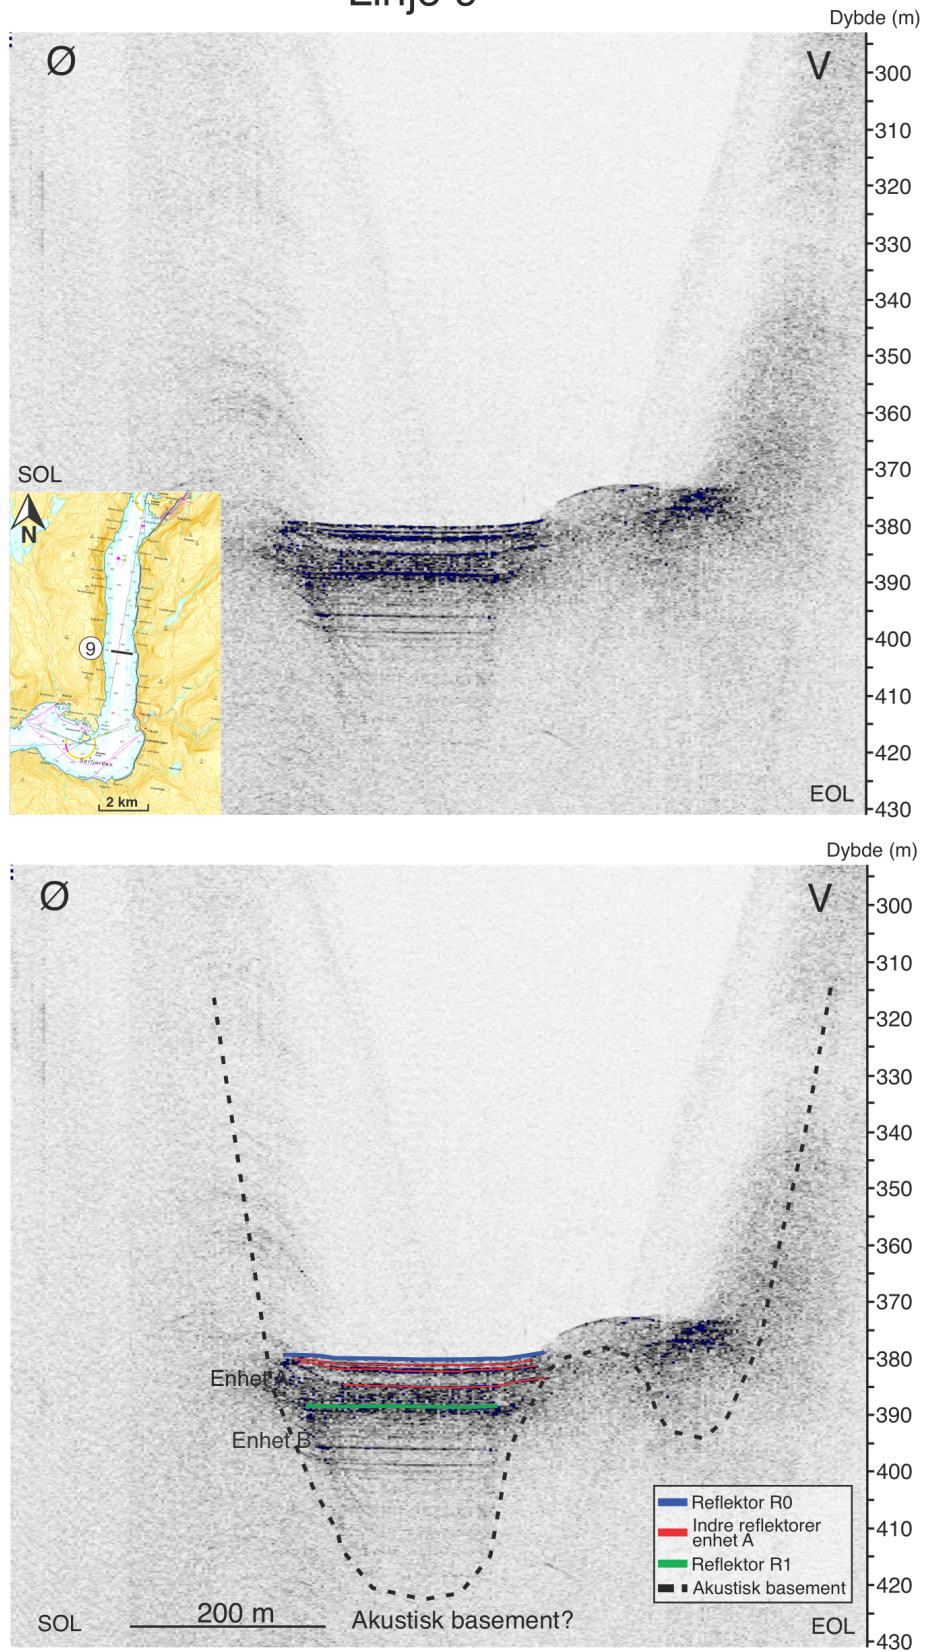 Dybde (m)
Ø
V
300
310
320
330
340
350
360
370
380
390
400
410
420
430
SOL
N
9
Sørfjorden
2 km
EOL
Dybde (m)
Ø
V
300
310
320
330
340
350
360
370
380
390
400
410
420
430
Enhet A
Enhet B
Reflektor R0
Indre reflektorer
enhet A
Reflektor R1
Akustisk basement
200 m
Akustisk basement?
SOL
EOL